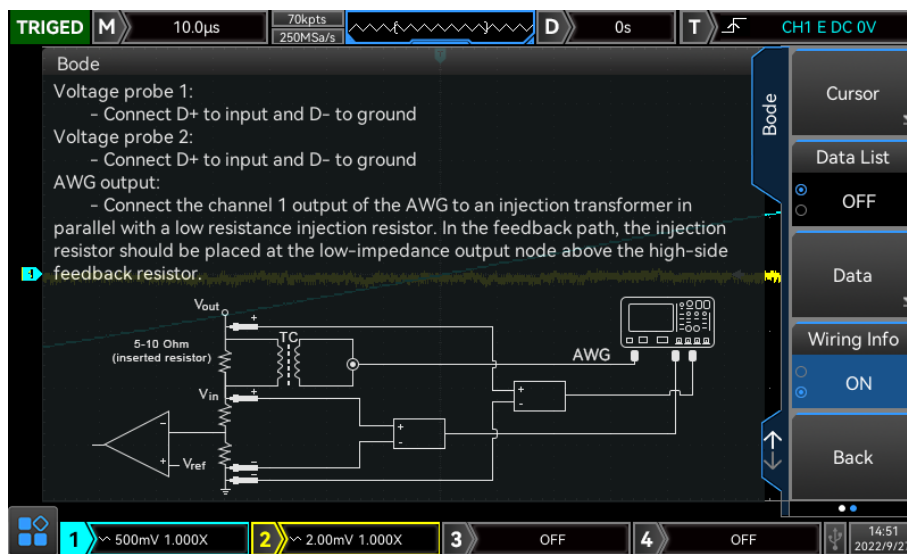 TRIGED M 10.0μs 70kpts D 0s T CH1 E DC 0V
250MSa/s
Bode
Voltage probe 1:
– Connect D+ to input and D- to ground
Voltage probe 2:
– Connect D+ to input and D- to ground
AWG output:
– Connect the channel 1 output of the AWG to an injection transformer in
parallel with a low resistance injection resistor. In the feedback path, the injection
resistor should be placed at the low-impedance output node above the high-side
feedback resistor.
Vout
+
5-10 Ohm
(inserted resistor)
TC
AWG
Vin
+
+
-
+
-
-
+
Vref
-
-
Bode
Cursor
Data List
OFF
Data
Wiring Info
ON
Back
1 500mV 1.000X 2 2.00mV 1.000X 3 OFF 4 OFF 14:51